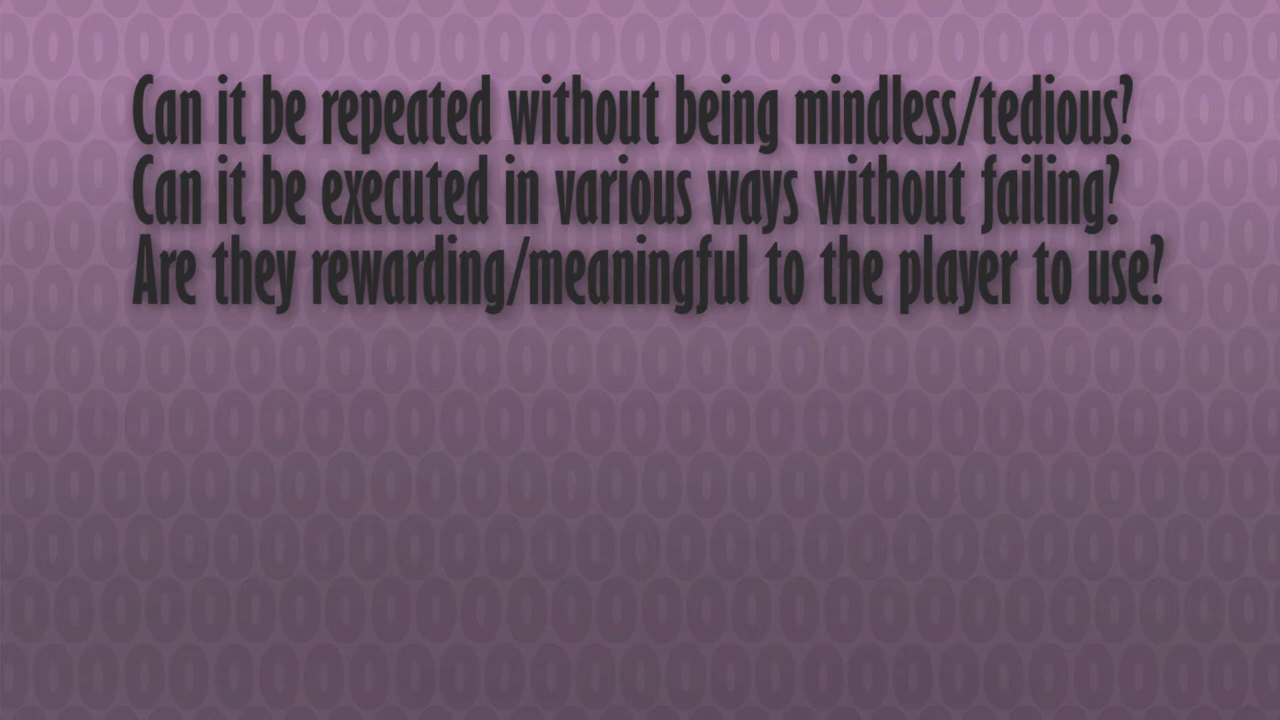 Can it be repeated without being mindless/tedious?
Can it be executed in various ways without failing?
Are they rewarding/meaningful to the player to use?